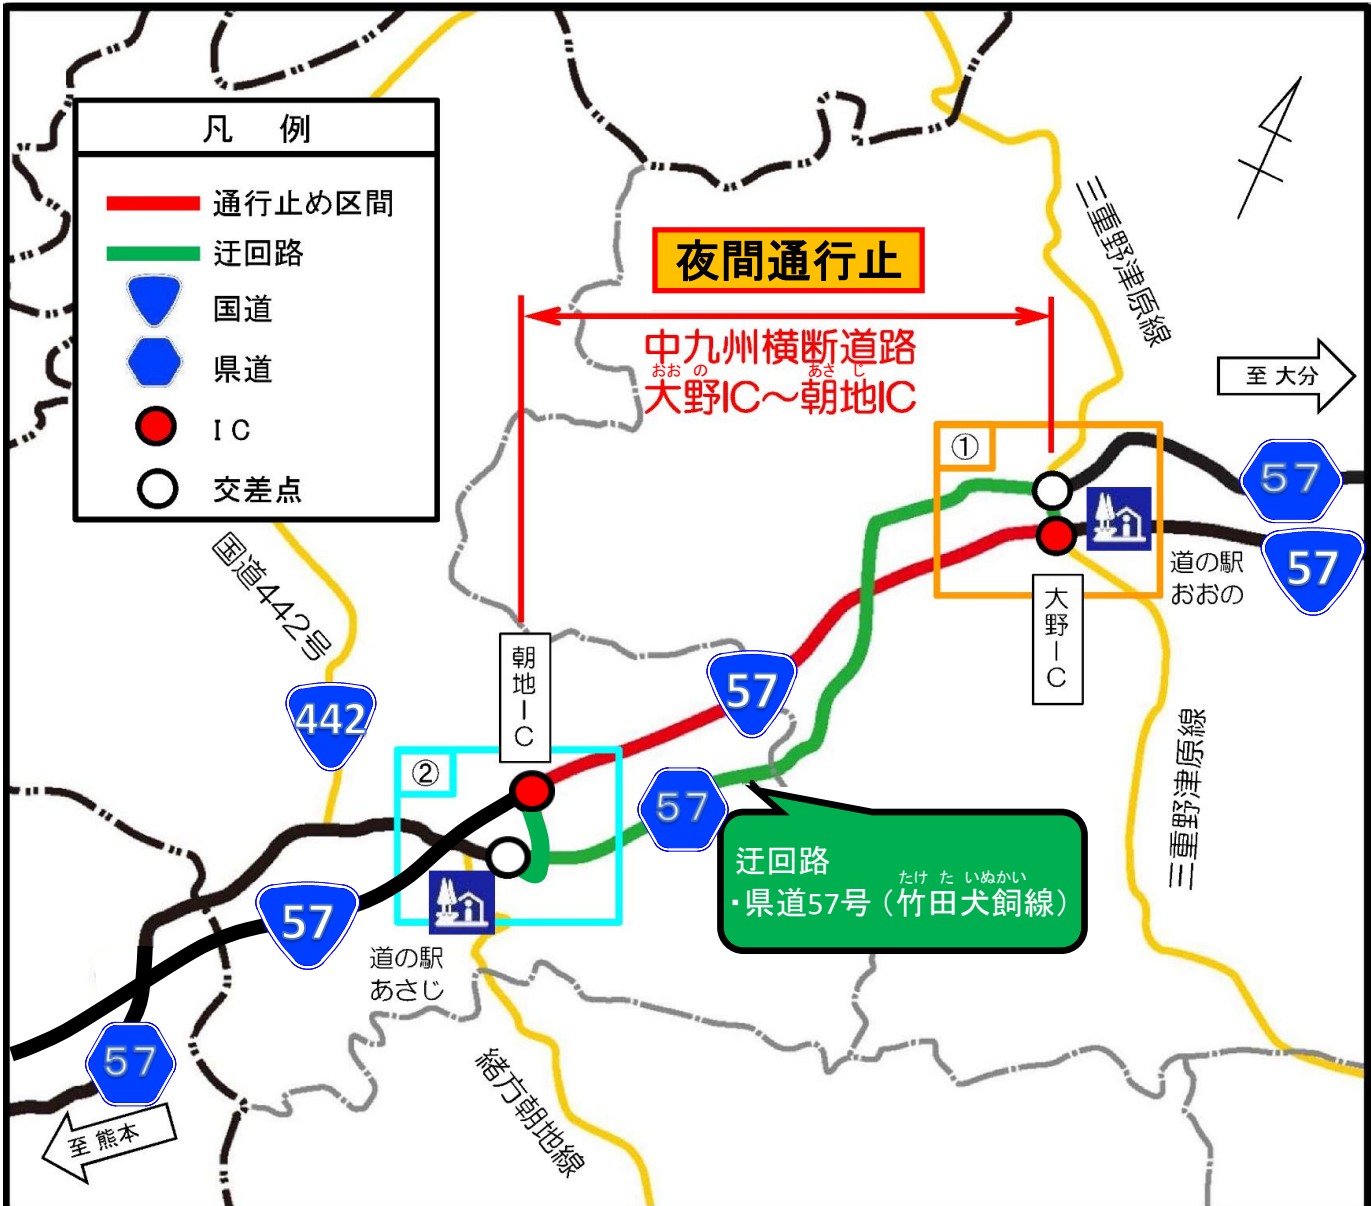 凡 例
通行止め区間
迂回路
国道
県道
IC
交差点
夜間通行止
中九州横断道路
おお の あさ じ
大野IC～朝地IC
三重野津原線
至 大分
①
57
57
道の駅
おおの
大野IC
国道442号
442
朝地IC
57
②
57
迂回路
たけ た いぬかい
・県道57号（竹田犬飼線）
三重野津原線
57
道の駅
あさじ
57
緒方朝地線
至 熊本